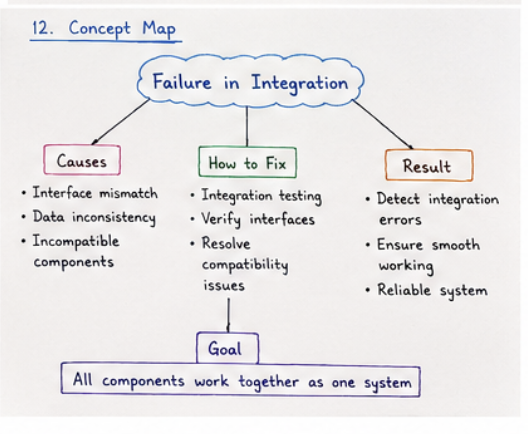 12. Concept Map
Failure in Integration
Causes
• Interface mismatch
• Data inconsistency
• Incompatible
components
How to Fix
• Integration testing
• Verify interfaces
• Resolve
compatibility
issues
Result
• Detect integration
errors
• Ensure smooth
working
• Reliable system
Goal
All components work together as one system